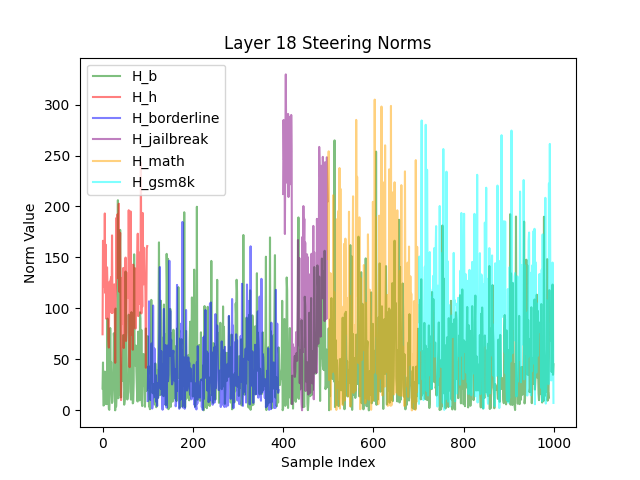 Layer 18 Steering Norms
H_b
H_h
H_borderline
H_jailbreak
H_math
H_gsm8k
300
250
200
150
100
50
0
Norm Value
0 200 400 600 800 1000
Sample Index